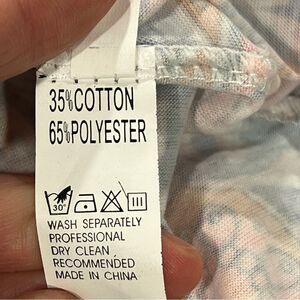 35%COTTON
65%POLYESTER
30°
WASH SEPARATELY
PROFESSIONAL
DRY CLEAN
RECOMMENDED
MADE IN CHINA